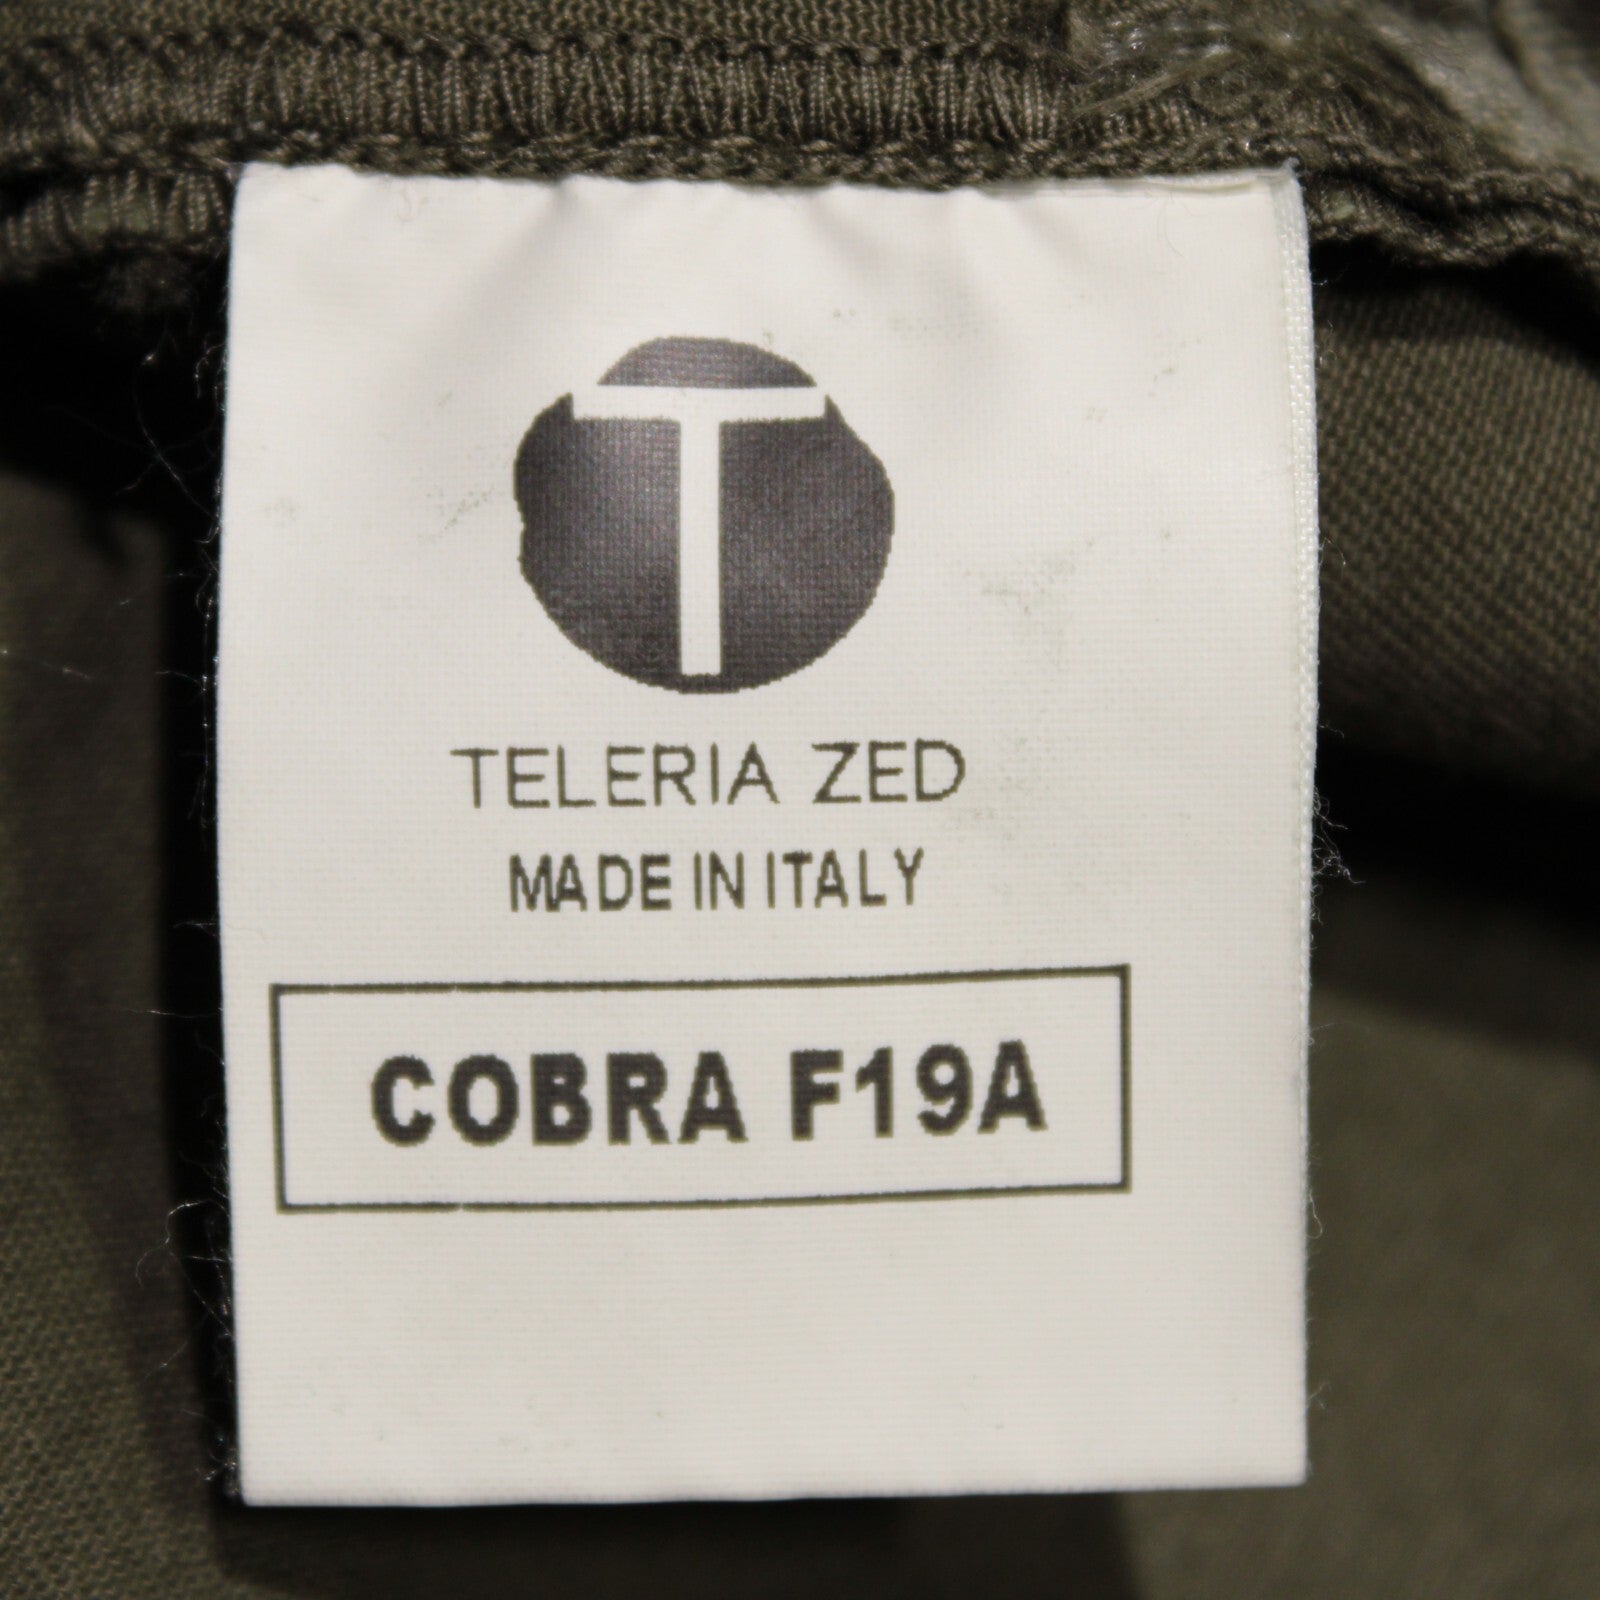 T
TELERIA ZED
MADE IN ITALY
COBRA F19A